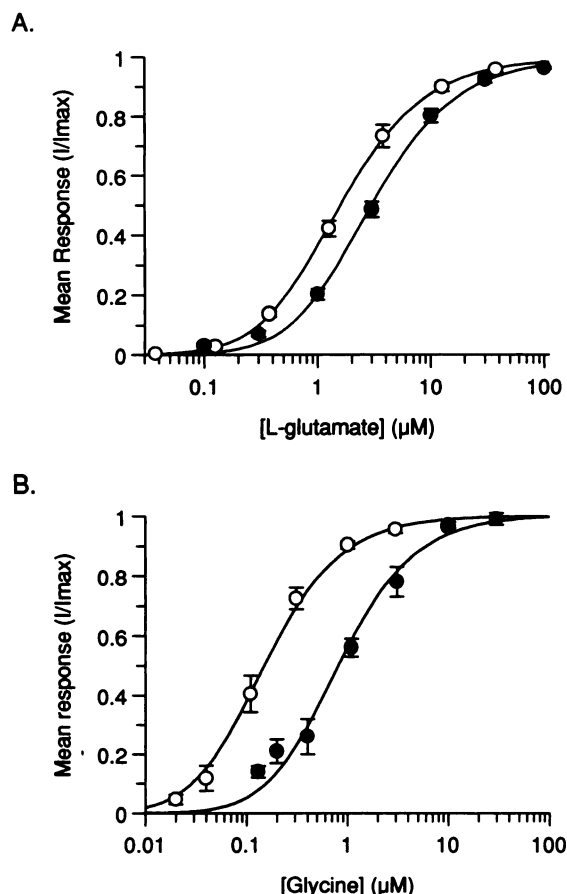 A.
1
0.8
0.6
0.4
0.2
0
Mean Response (I/Imax)
0.1 1 10 100
[L-glutamate] (μM)
B.
1
0.8
0.6
0.4
0.2
0
Mean response (I/Imax)
0.01 0.1 1 10 100
[Glycine] (μM)